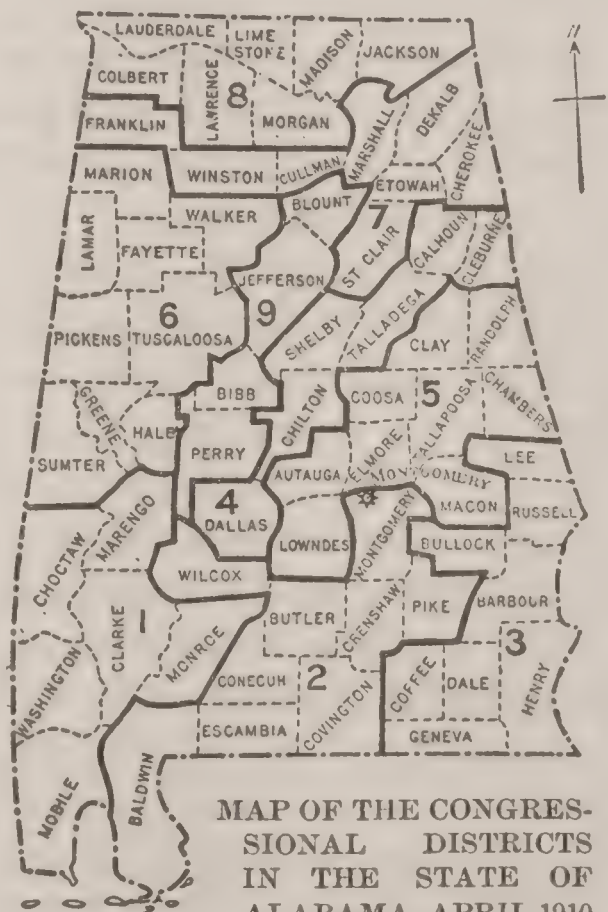 LAUDERDALE
LIME
STONE
MADISON
JACKSON
COLBERT
LAWRENCE
8
FRANKLIN
MORGAN
MARSHALL
DEKALB
CHEROKEE
MARION
WINSTON
CULLMAN
ETOWAH
BLOUNT
WALKER
7
LAMAR
FAYETTE
ST CLAIR
CALHOUN
CLEBURNE
JEFFERSON
6
9
PICKENS
TUSCALOOSA
SHELBY
TALLADEGA
CLAY
RANDOLPH
BIBB
GREENE
HALE
CHILTON
COOSA
5
TALLAPOOSA
CHAMBERS
SUMTER
PERRY
AUTAUGA
ELMORE
MONTGOMERY
LEE
4
DALLAS
MACON
RUSSELL
MARENGO
LOWNDES
MONTGOMERY
BULLOCK
CHOCTAW
WILCOX
CLARKE
1
MONROE
BUTLER
CRENSHAW
PIKE
BARBOUR
3
WASHINGTON
CONECUH
2
COVINGTON
COFFEE
DALE
HENRY
ESCAMBIA
GENEVA
MOBILE
BALDWIN
MAP OF THE CONGRES-
SIONAL DISTRICTS
IN THE STATE OF
ALABAMA, APRIL, 1910